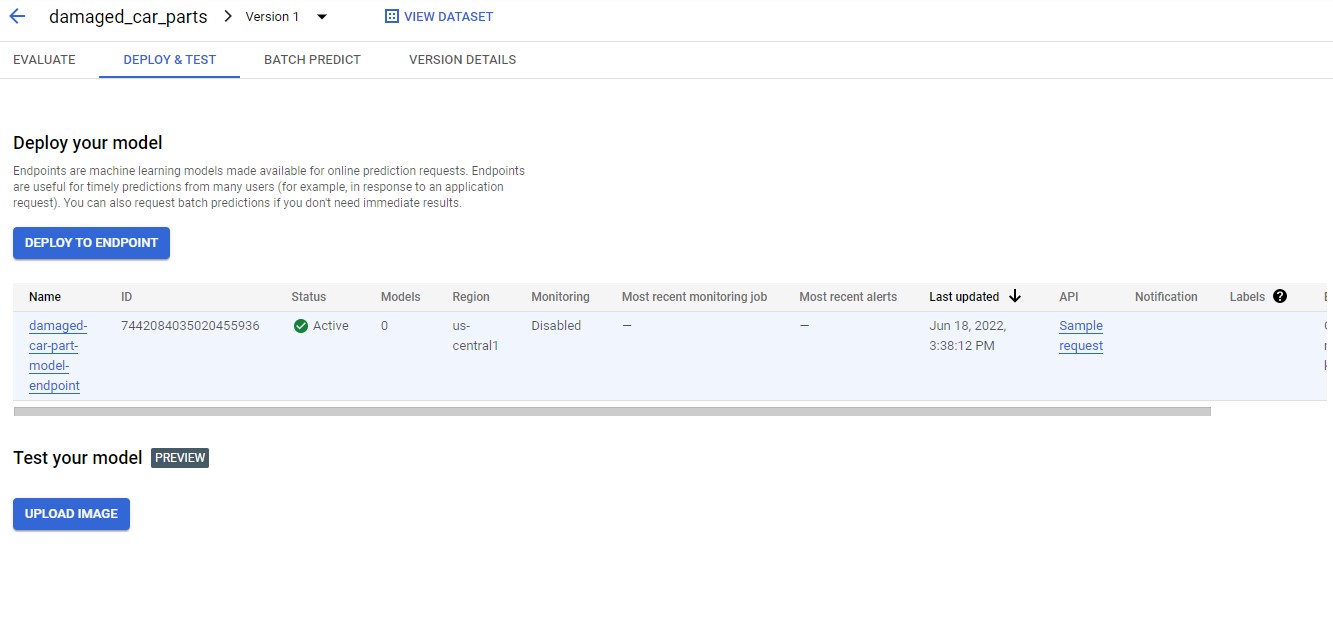 damaged_car_parts > Version 1 VIEW DATASET
EVALUATE DEPLOY & TEST BATCH PREDICT VERSION DETAILS
Deploy your model
Endpoints are machine learning models made available for online prediction requests. Endpoints
are useful for timely predictions from many users (for example, in response to an application
request). You can also request batch predictions if you don't need immediate results.
DEPLOY TO ENDPOINT
Name ID Status Models Region Monitoring Most recent monitoring job Most recent alerts Last updated API Notification Labels
damaged- 7442084035020455936 Active 0 us- Disabled — — Jun 18, 2022, Sample
car-part- central1 3:38:12 PM request
model-
endpoint
Test your model PREVIEW
UPLOAD IMAGE